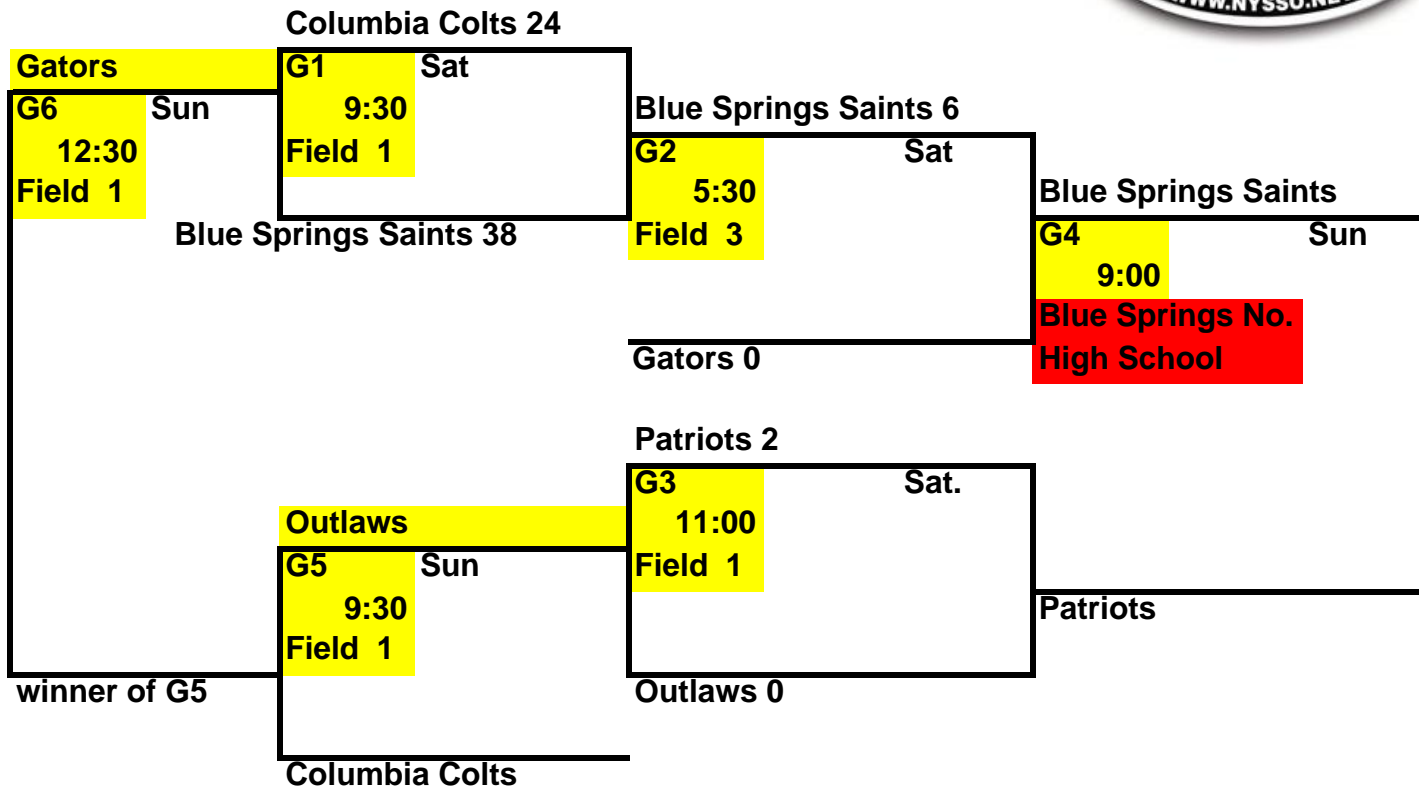 WWW.NYSSO.NE
Columbia Colts 24
Gators
G1 Sat
G6 Sun
9:30
Blue Springs Saints 6
12:30
Field 1
G2 Sat
Field 1
5:30
Blue Springs Saints
Blue Springs Saints 38
Field 3
G4 Sun
9:00
Blue Springs No.
High School
Gators 0
Patriots 2
G3 Sat.
Outlaws
11:00
G5 Sun
Field 1
9:30
Patriots
Field 1
winner of G5
Outlaws 0
Columbia Colts